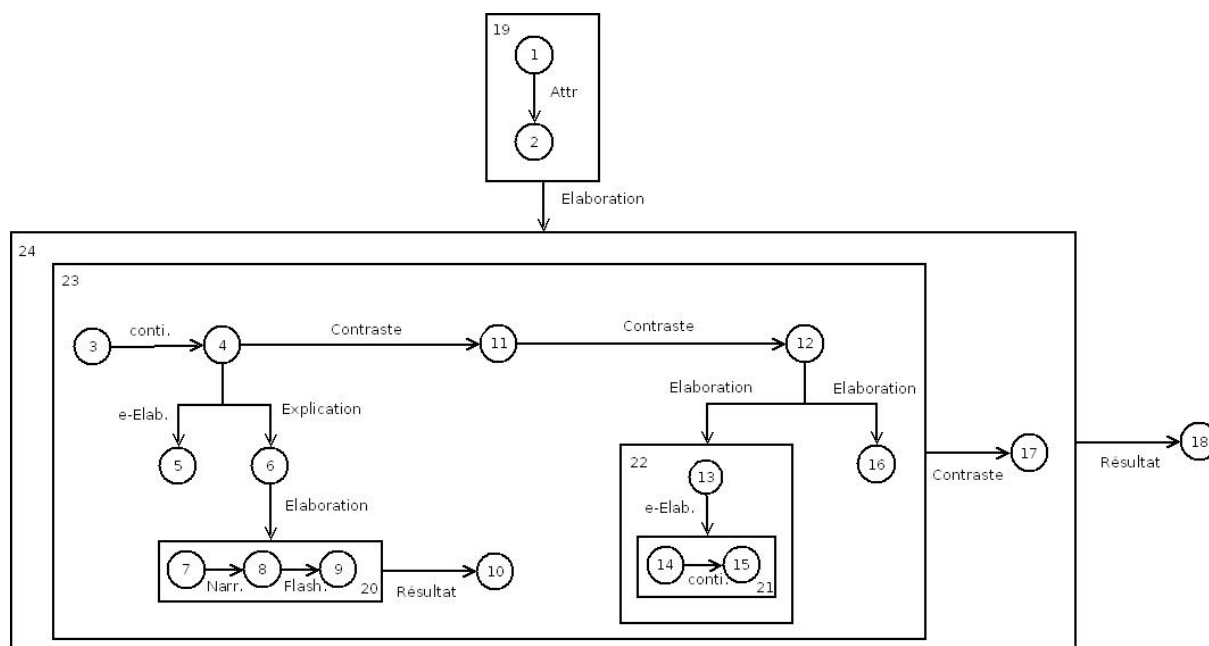 19
1
Attr
2
Elaboration
24
23
3
conti.
4
Contraste
11
Contraste
12
e-Elab.
Explication
Elaboration
Elaboration
5
6
22
13
16
17
Contraste
18
Résultat
Elaboration
e-Elab.
7
Narr.
8
Flash.
9
20
Résultat
10
14
conti.
15
21